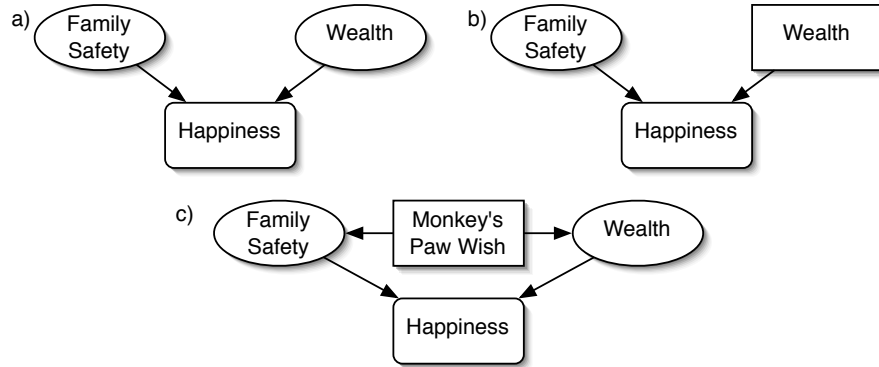 a)
Family
Safety
Wealth
Happiness
b)
Family
Safety
Wealth
Happiness
c)
Family
Safety
Monkey's
Paw Wish
Wealth
Happiness